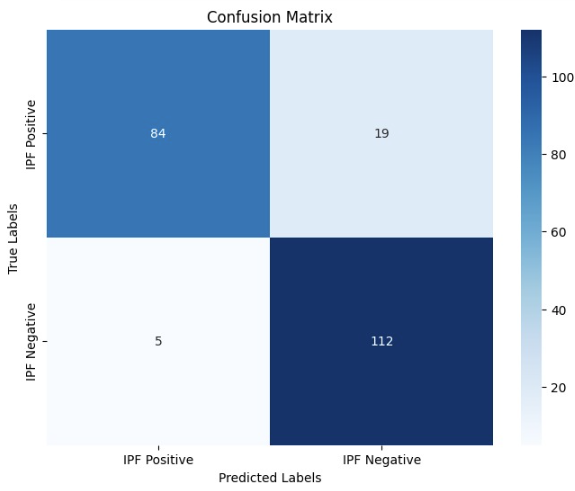 Confusion Matrix
True Labels
IPF Positive
IPF Negative
84
19
5
112
IPF Positive
IPF Negative
Predicted Labels
100
80
60
40
20